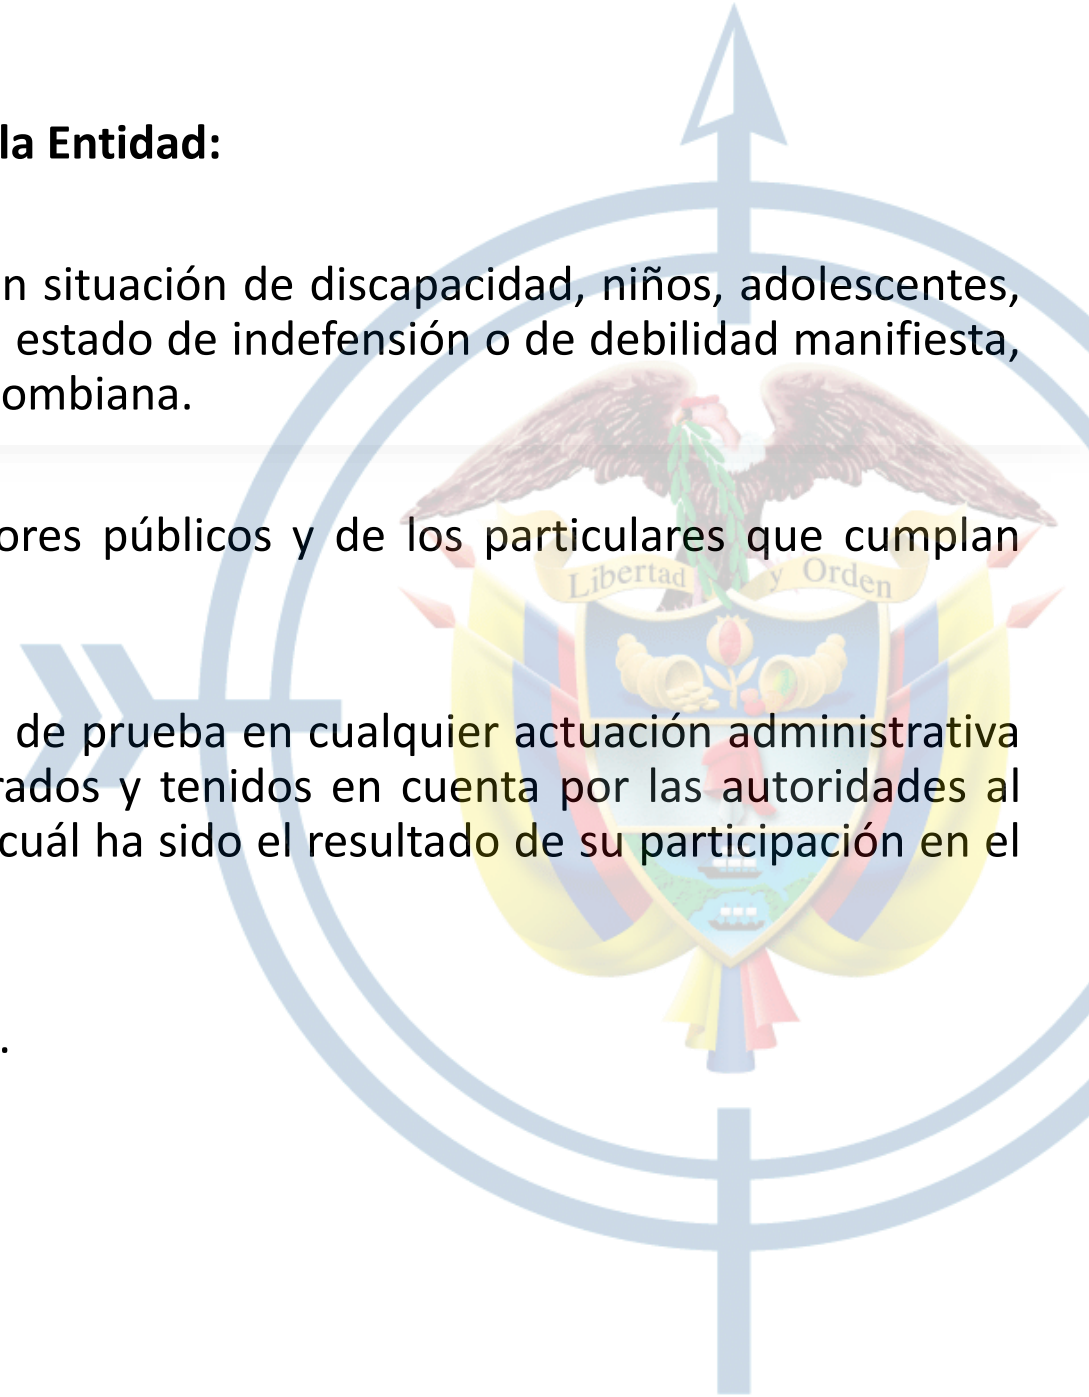 la Entidad:
n situación de discapacidad, niños, adolescentes,
estado de indefensión o de debilidad manifiesta,
ombiana.
ores públicos y de los particulares que cumplan
Libertad y Orden
de prueba en cualquier actuación administrativa
rados y tenidos en cuenta por las autoridades al
cuál ha sido el resultado de su participación en el
.